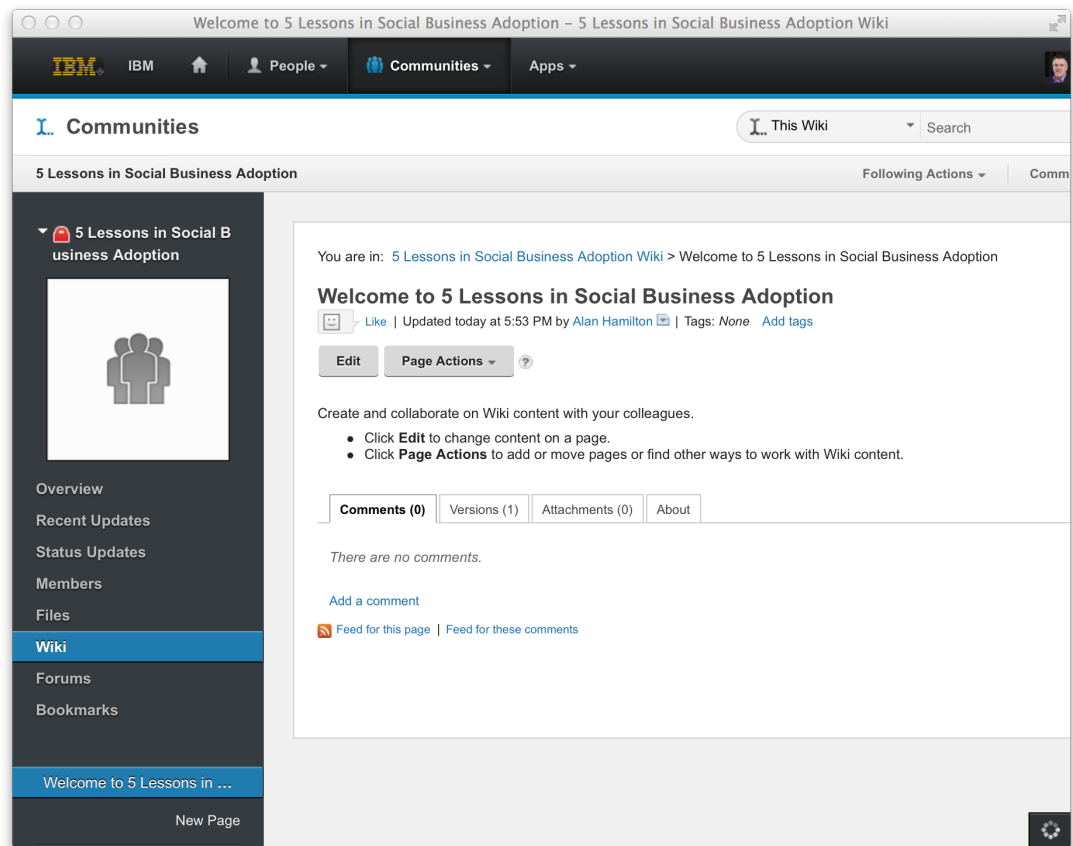 Welcome to 5 Lessons in Social Business Adoption – 5 Lessons in Social Business Adoption Wiki
IBM IBM People Communities Apps
Communities
This Wiki Search
5 Lessons in Social Business Adoption
Following Actions Comm
5 Lessons in Social B
usiness Adoption
Overview
Recent Updates
Status Updates
Members
Files
Wiki
Forums
Bookmarks
Welcome to 5 Lessons in ...
New Page
You are in: 5 Lessons in Social Business Adoption Wiki > Welcome to 5 Lessons in Social Business Adoption
Welcome to 5 Lessons in Social Business Adoption
Like | Updated today at 5:53 PM by Alan Hamilton | Tags: None Add tags
Edit Page Actions ?
Create and collaborate on Wiki content with your colleagues.
• Click Edit to change content on a page.
• Click Page Actions to add or move pages or find other ways to work with Wiki content.
Comments (0) Versions (1) Attachments (0) About
There are no comments.
Add a comment
Feed for this page | Feed for these comments